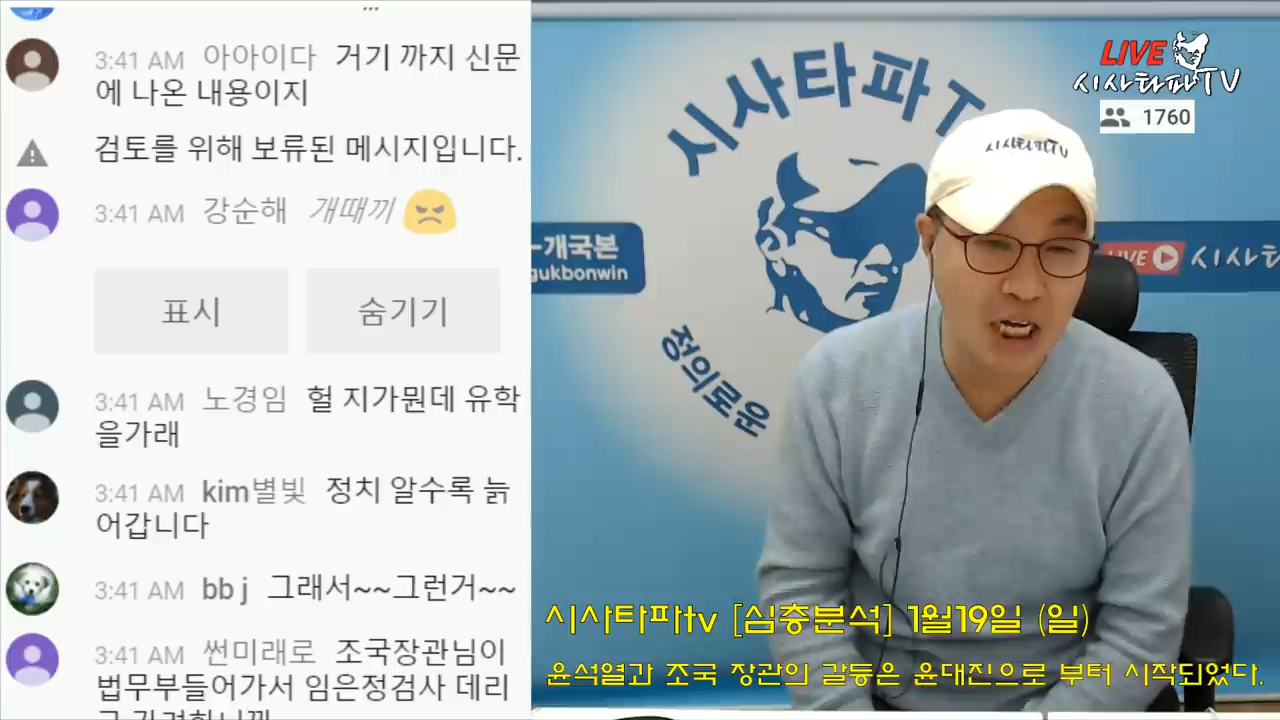 ...
3:41 AM 아아이다 거기 까지 신문
에 나온 내용이지
검토를 위해 보류된 메시지입니다.
3:41 AM 강순해 개때끼
표시
숨기기
3:41 AM 노경임 헐 지가뭔데 유학
을가래
3:41 AM kim별빛 정치 알수록 늙
어갑니다
3:41 AM bb j 그래서~~그런거~~
3:41 AM 썬미래로 조국장관님이
법무부들어가서 임은정검사 데리
LIVE
시사타파TV
1760
시사타파T
시사타파TV
-개국본
gukbonwin
LIVE 시사타
정의로운
시사타파tv [심층분석] 1월19일 (일)
윤석열과 조국 장관의 갈등은 윤대진으로 부터 시작되었다.